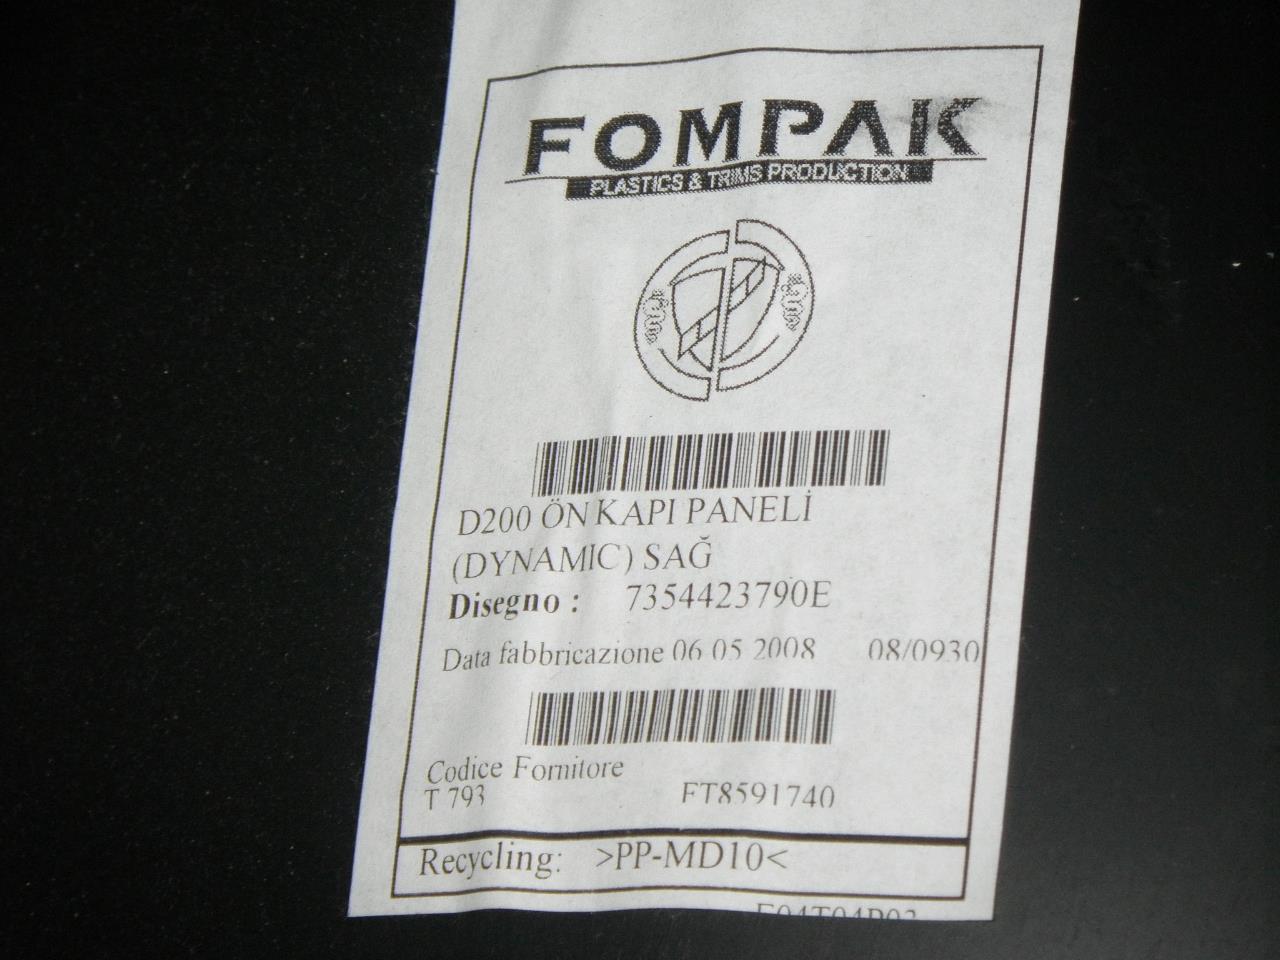 FOMPAK
PLASTICS & TRIMS PRODUCTION
D200 ÖN KAPI PANELİ
(DYNAMIC) SAĞ
Disegno : 7354423790E
Data fabbricazione 06 05 2008 08/0930
Codice Fornitore
T 793 FT8591740
Recycling: >PP-MD10<